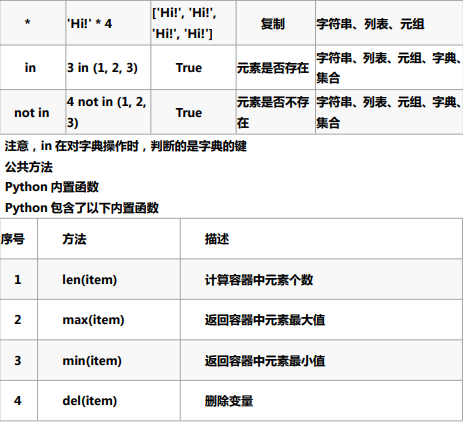 * 'Hi!' * 4 ['Hi!', 'Hi!', 'Hi!', 'Hi!'] 复制 字符串、列表、元组
in 3 in (1, 2, 3) True 元素是否存在 字符串、列表、元组、字典、集合
not in 4 not in (1, 2, 3) True 元素是否不存在 字符串、列表、元组、字典、集合
注意，in 在对字典操作时，判断的是字典的键
公共方法
Python 内置函数
Python 包含了以下内置函数
序号 方法 描述
1 len(item) 计算容器中元素个数
2 max(item) 返回容器中元素最大值
3 min(item) 返回容器中元素最小值
4 del(item) 删除变量